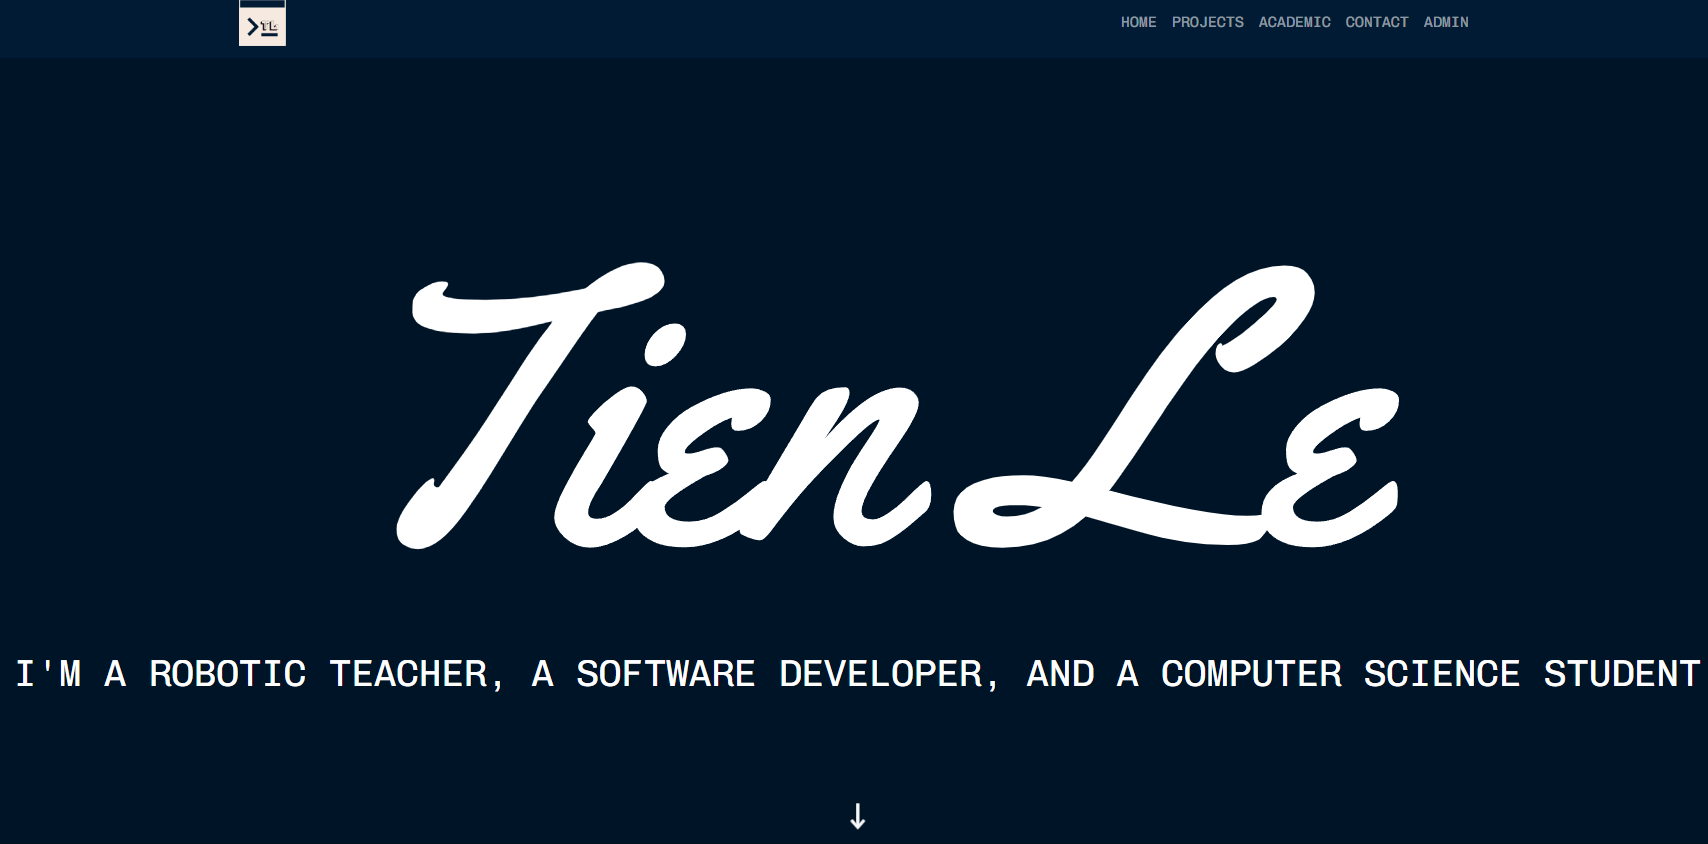 TL
HOME PROJECTS ACADEMIC CONTACT ADMIN
Tien Le
I'M A ROBOTIC TEACHER, A SOFTWARE DEVELOPER, AND A COMPUTER SCIENCE STUDENT